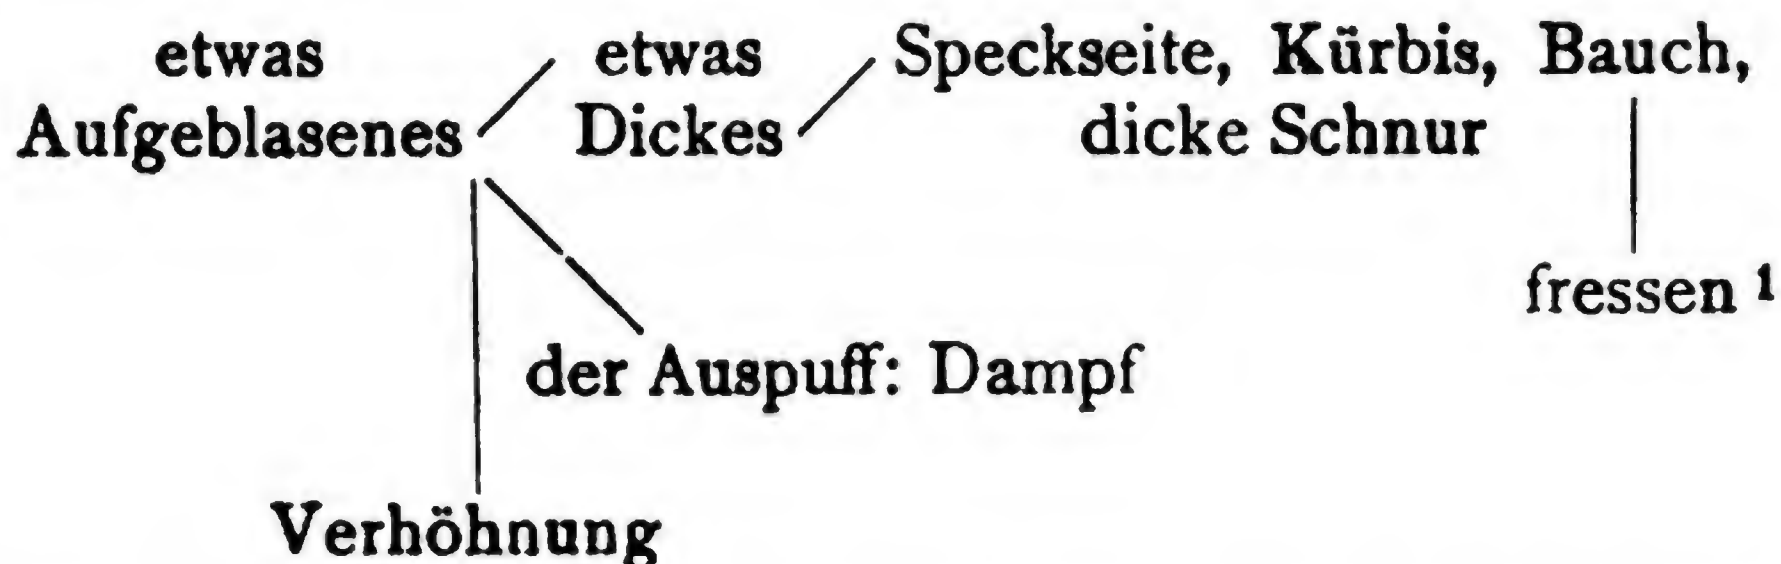 etwas etwas Speckseite, Kürbis, Bauch,
Aufgeblasenes Dickes dicke Schnur
fressen 1
der Auspuff: Dampf
Verhöhnung